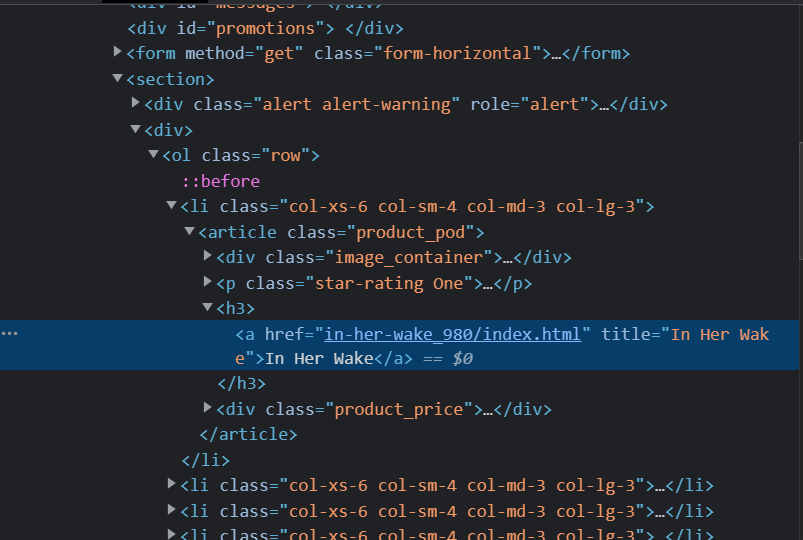 <div id="messages"> </div>
<div id="promotions"> </div>
<form method="get" class="form-horizontal">…</form>
<section>
<div class="alert alert-warning" role="alert">…</div>
<div>
<ol class="row">
::before
<li class="col-xs-6 col-sm-4 col-md-3 col-lg-3">
<article class="product_pod">
<div class="image_container">…</div>
<p class="star-rating One">…</p>
<h3>
<a href="in-her-wake_980/index.html" title="In Her Wak
e">In Her Wake</a> == $0
</h3>
<div class="product_price">…</div>
</article>
</li>
<li class="col-xs-6 col-sm-4 col-md-3 col-lg-3">…</li>
<li class="col-xs-6 col-sm-4 col-md-3 col-lg-3">…</li>
<li class="col-xs-6 col-sm-4 col-md-3 col-lg-3">…</li>